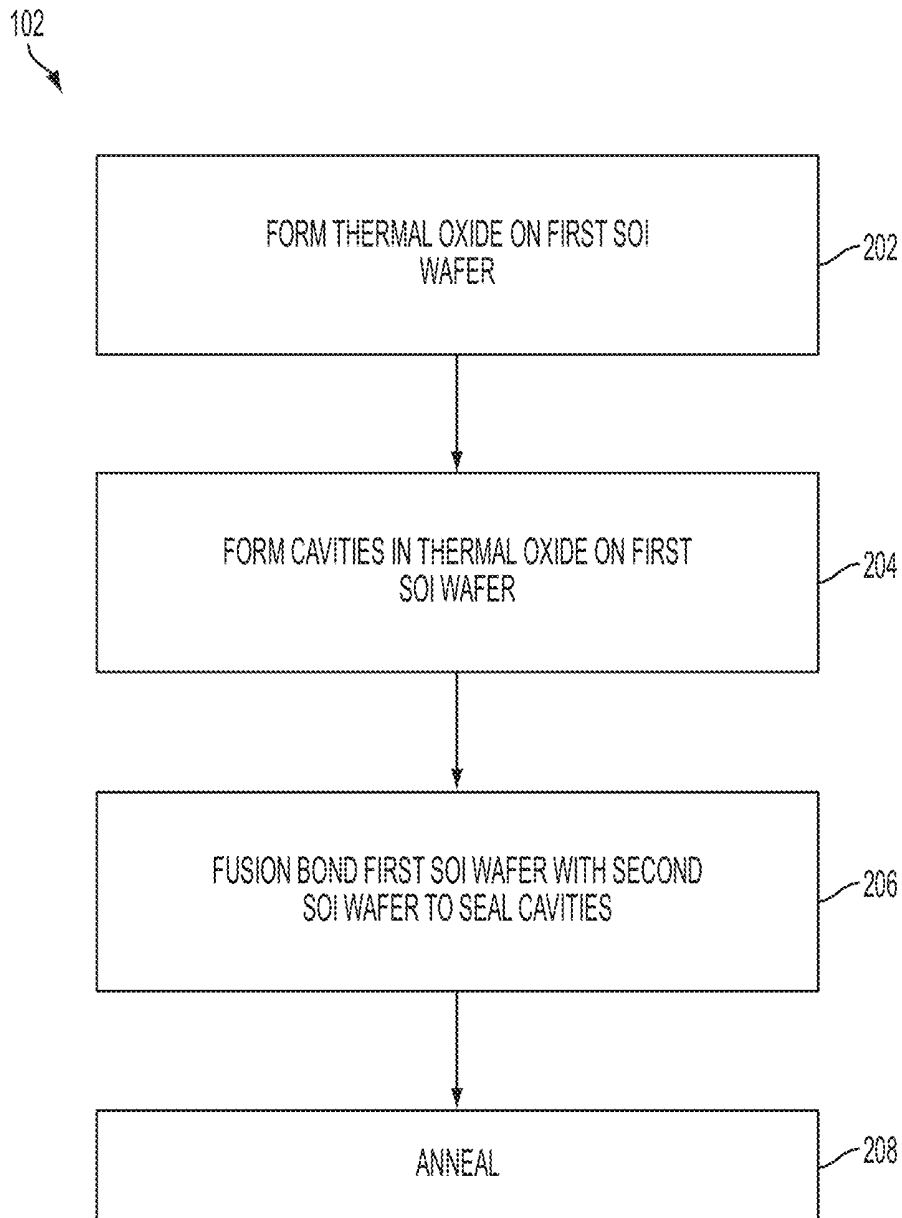 102
FORM THERMAL OXIDE ON FIRST SOI
WAFER
202
FORM CAVITIES IN THERMAL OXIDE ON FIRST
SOI WAFER
204
FUSION BOND FIRST SOI WAFER WITH SECOND
SOI WAFER TO SEAL CAVITIES
206
ANNEAL
208